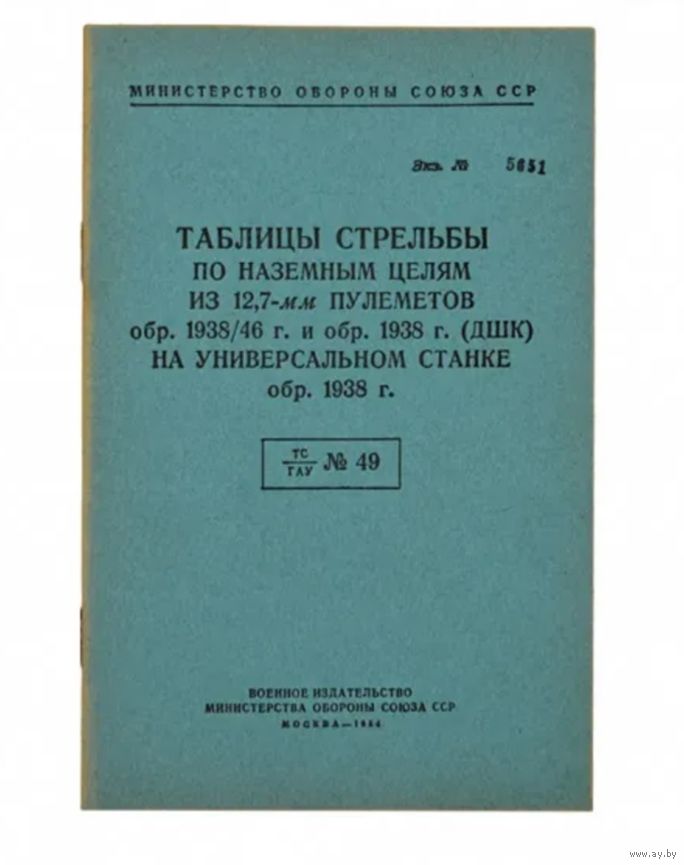 МИНИСТЕРСТВО ОБОРОНЫ СОЮЗА ССР
Экз. № 5651
ТАБЛИЦЫ СТРЕЛЬБЫ
ПО НАЗЕМНЫМ ЦЕЛЯМ
ИЗ 12,7-мм ПУЛЕМЕТОВ
обр. 1938/46 г. и обр. 1938 г. (ДШК)
НА УНИВЕРСАЛЬНОМ СТАНКЕ
обр. 1938 г.
ТС
ГАУ № 49
ВОЕННОЕ ИЗДАТЕЛЬСТВО
МИНИСТЕРСТВА ОБОРОНЫ СОЮЗА ССР
МОСКВА—
www.ay.by